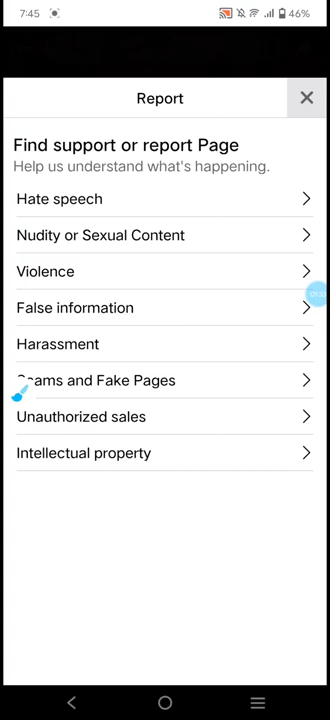 7:45 46%
Report
Find support or report Page
Help us understand what's happening.
Hate speech
Nudity or Sexual Content
Violence
False information
Harassment
Scams and Fake Pages
Unauthorized sales
Intellectual property